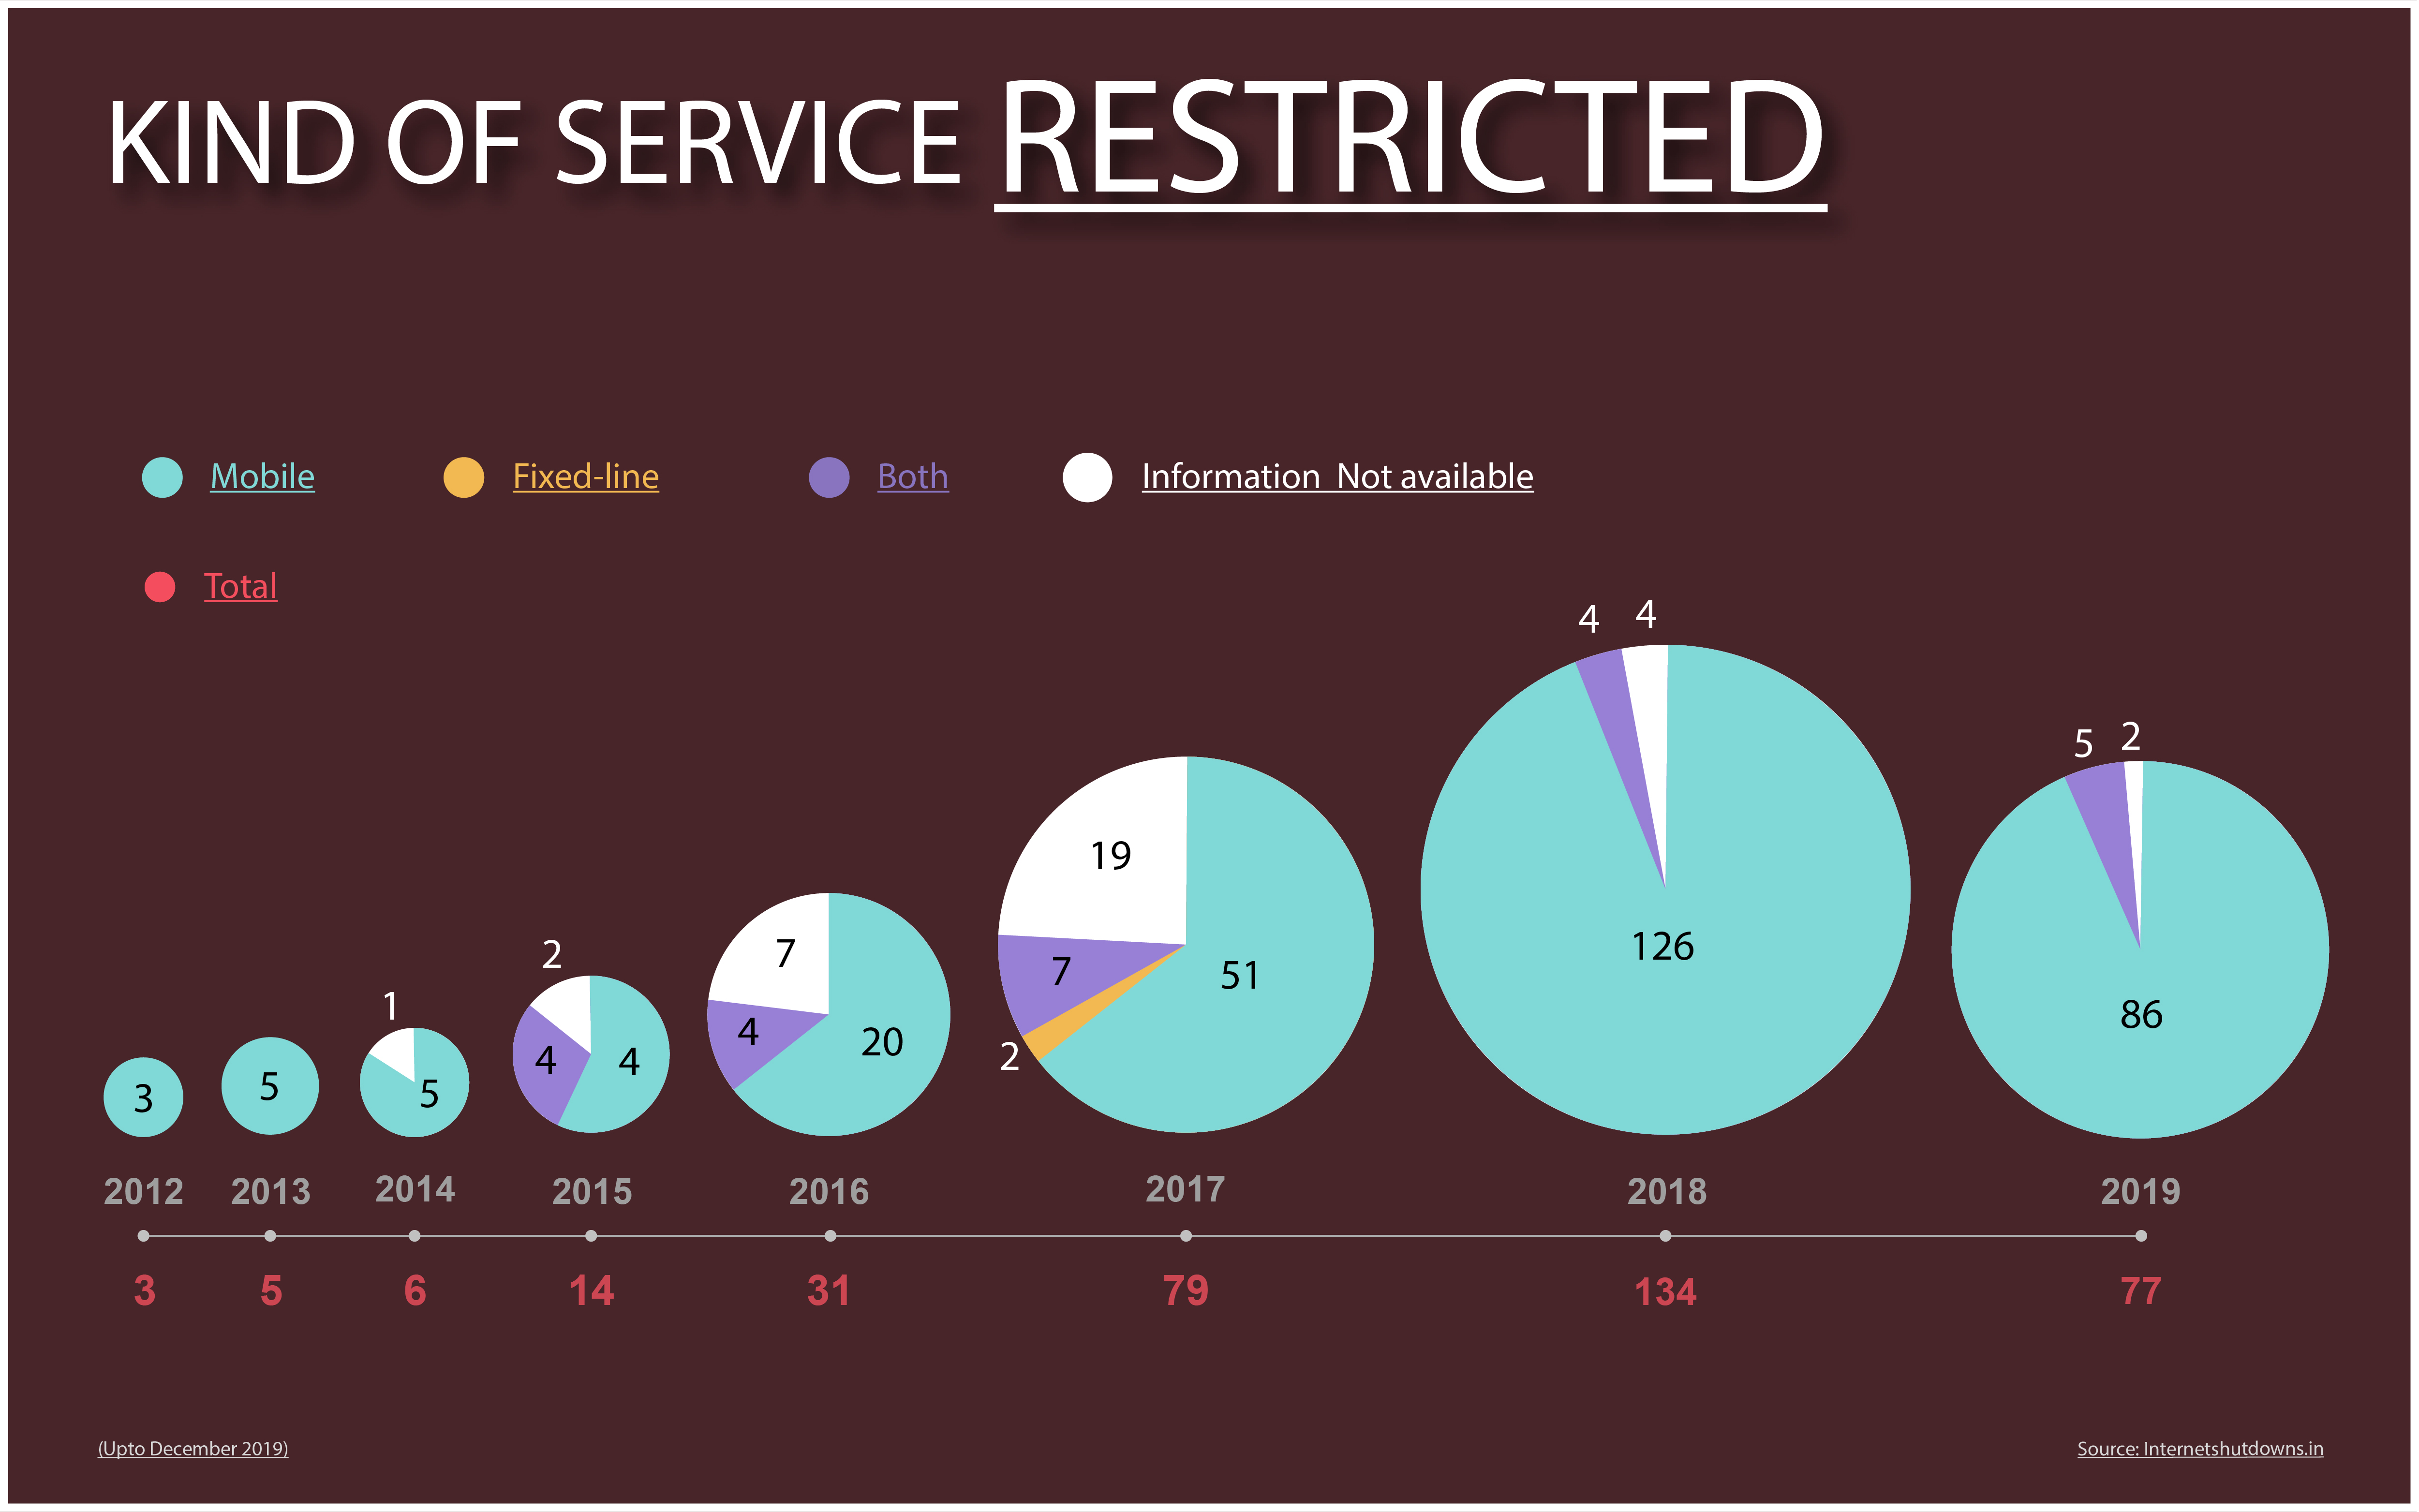 KIND OF SERVICE RESTRICTED
Mobile Fixed-line Both Information Not available
Total
4 4
5 2
19
2 7 126
1 7 51 86
3 5 5 4 4 4 20 2
2012 2013 2014 2015 2016 2017 2018 2019
3 5 6 14 31 79 134 77
(Upto December 2019) Source: Internetshutdowns.in